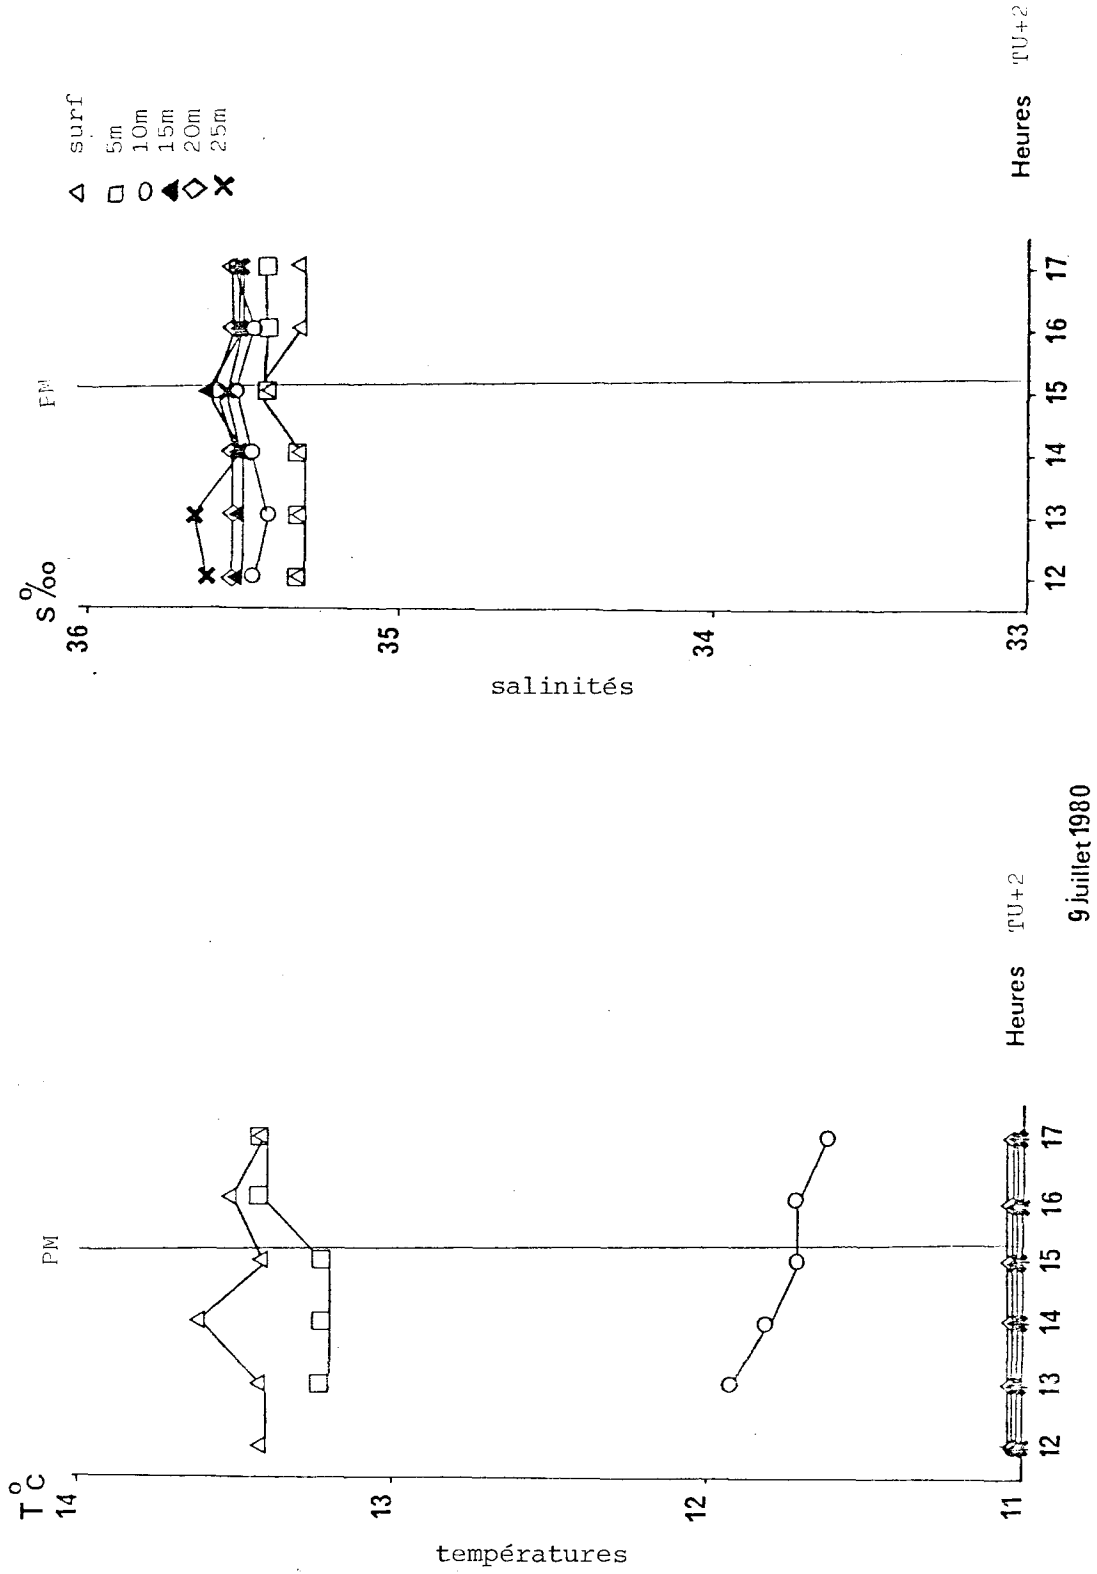 T°C
14
13
12
11
PM
12 13 14 15 16 17
Heures TU+2
températures
S‰
36
35
34
33
PM
12 13 14 15 16 17
Heures TU+2
salinités
surf
5m
10m
15m
20m
25m
9 juillet 1980